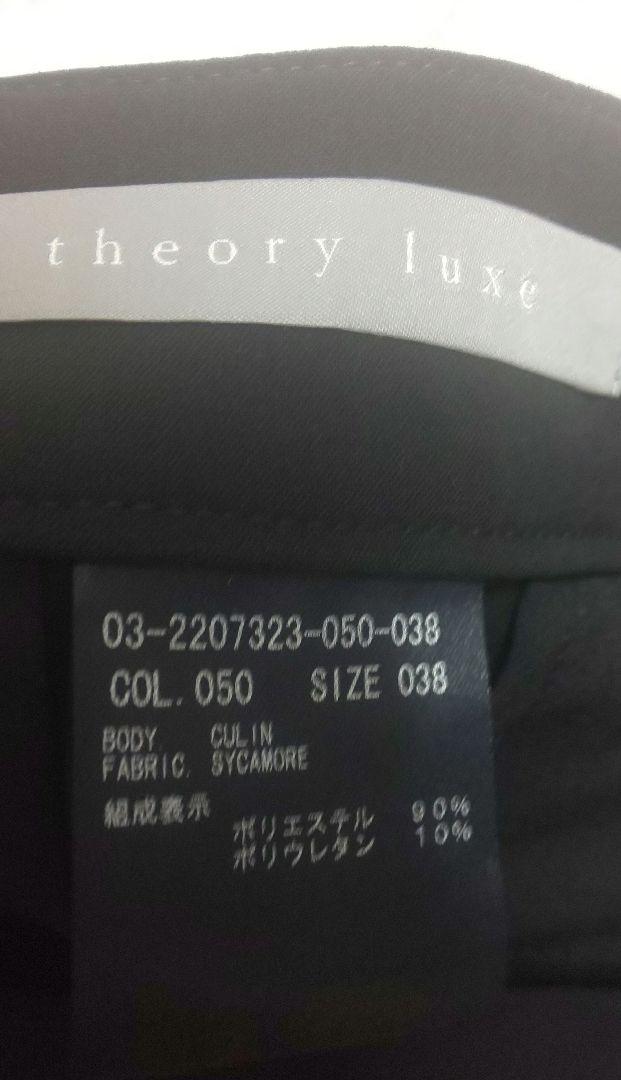 theory luxe
03-2207323-050-038
COL. 050 SIZE 038
BODY. CULIN
FABRIC. SYCAMORE
組成表示
ポリエステル 90%
ポリウレタン 10%